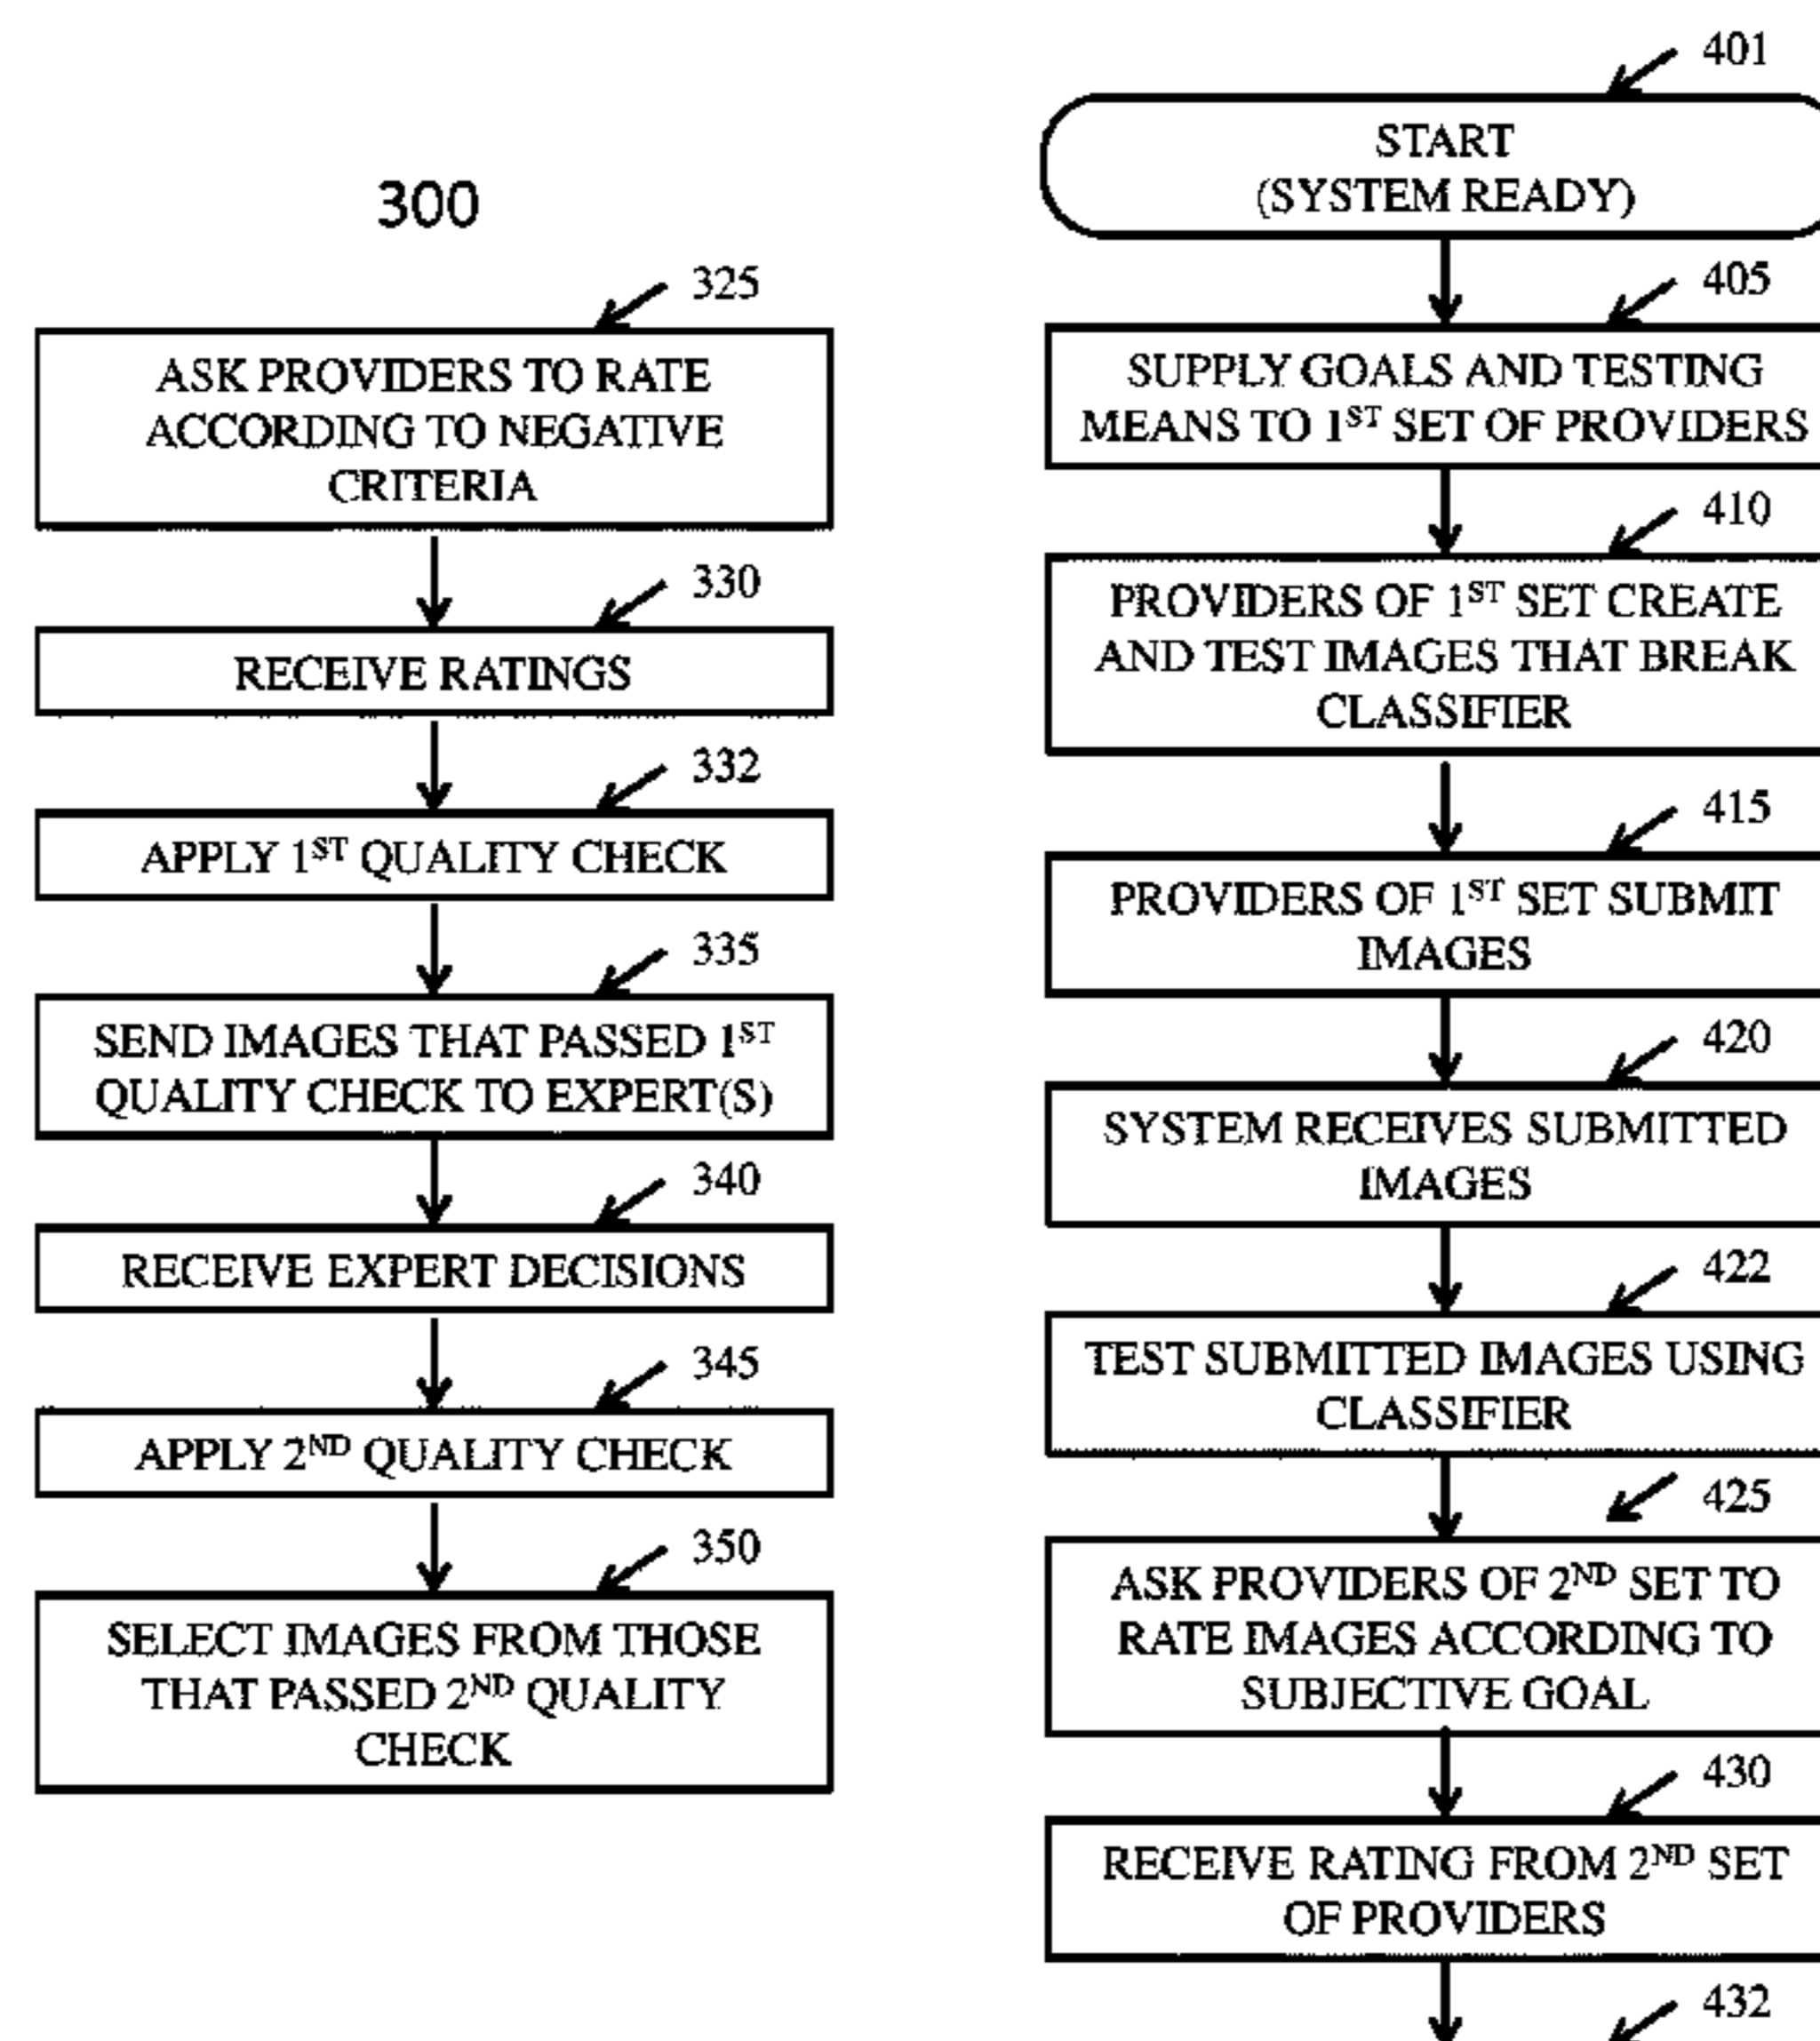 300
325
ASK PROVIDERS TO RATE
ACCORDING TO NEGATIVE
CRITERIA
330
RECEIVE RATINGS
332
APPLY 1ST QUALITY CHECK
335
SEND IMAGES THAT PASSED 1ST
QUALITY CHECK TO EXPERT(S)
340
RECEIVE EXPERT DECISIONS
345
APPLY 2ND QUALITY CHECK
350
SELECT IMAGES FROM THOSE
THAT PASSED 2ND QUALITY
CHECK
401
START
(SYSTEM READY)
405
SUPPLY GOALS AND TESTING
MEANS TO 1ST SET OF PROVIDERS
410
PROVIDERS OF 1ST SET CREATE
AND TEST IMAGES THAT BREAK
CLASSIFIER
415
PROVIDERS OF 1ST SET SUBMIT
IMAGES
420
SYSTEM RECEIVES SUBMITTED
IMAGES
422
TEST SUBMITTED IMAGES USING
CLASSIFIER
425
ASK PROVIDERS OF 2ND SET TO
RATE IMAGES ACCORDING TO
SUBJECTIVE GOAL
430
RECEIVE RATING FROM 2ND SET
OF PROVIDERS
432